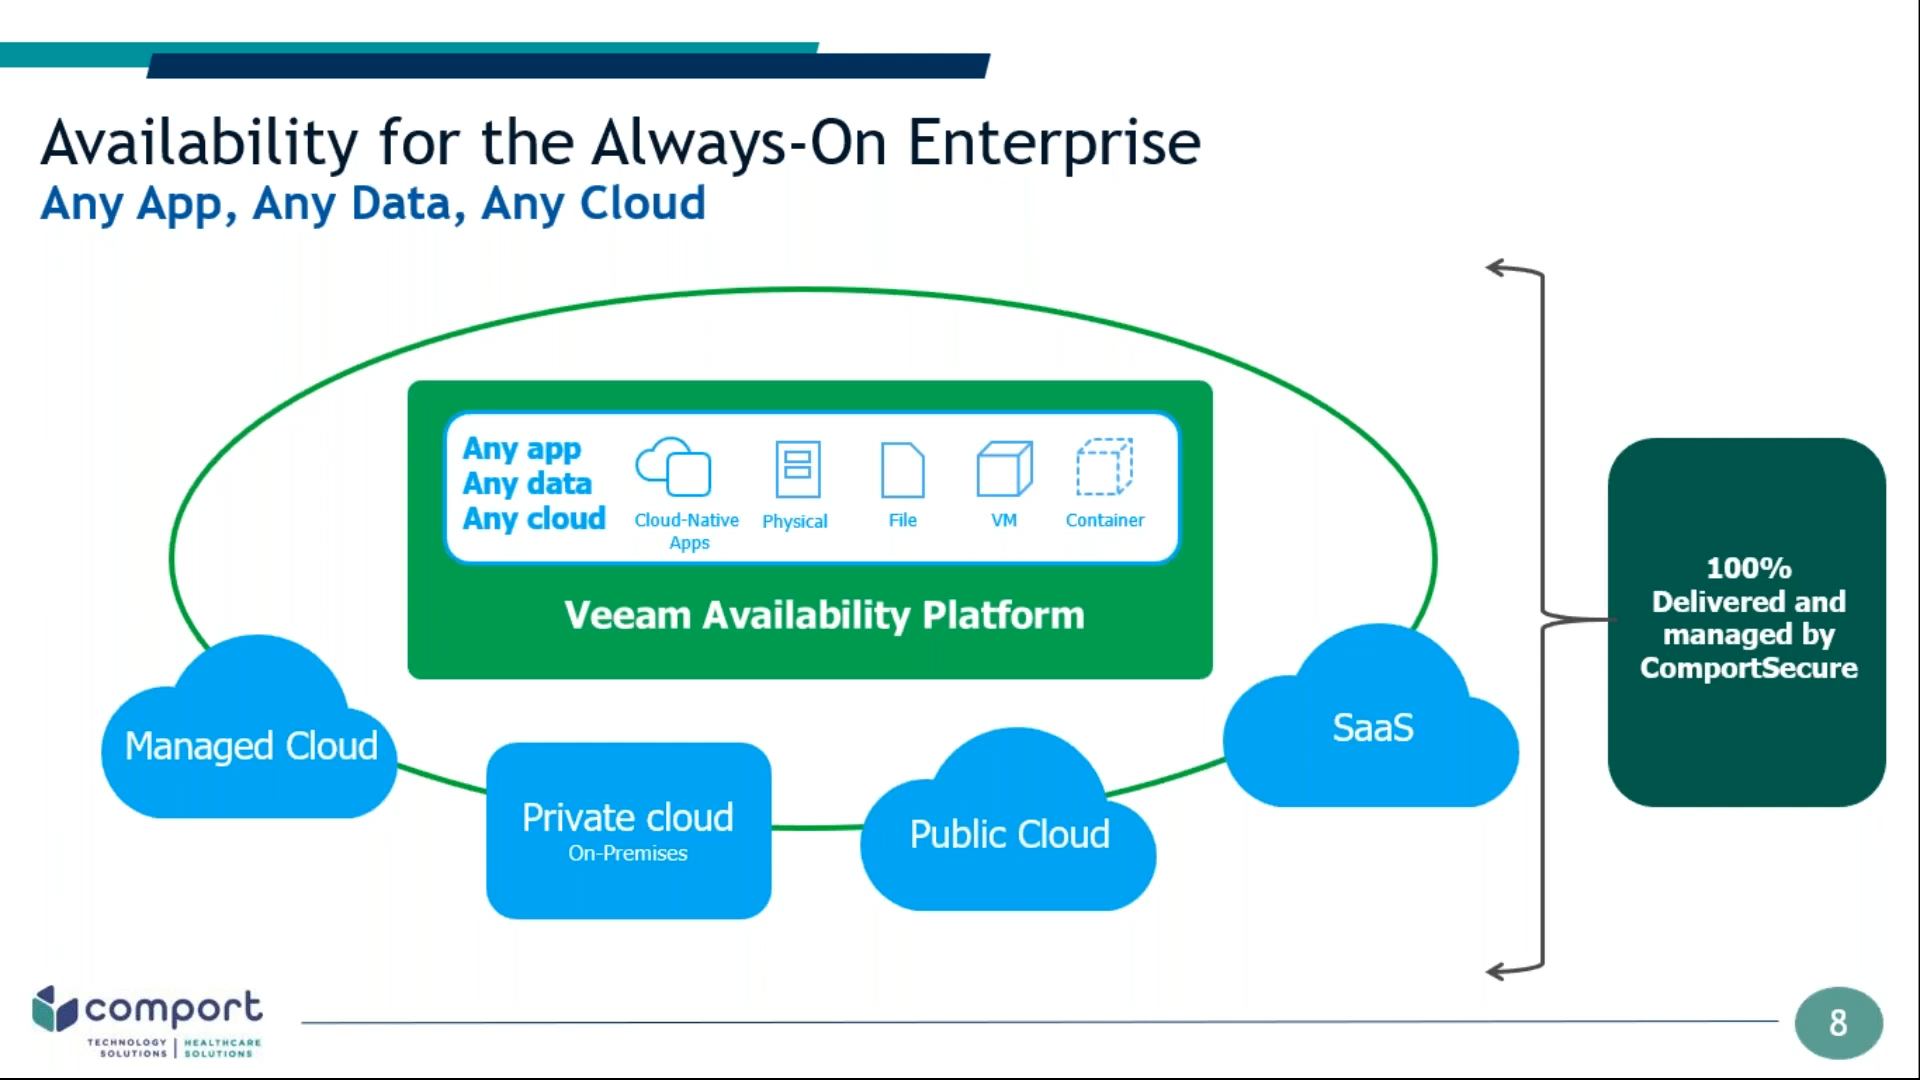 Availability for the Always-On Enterprise
Any App, Any Data, Any Cloud
Any app
Any data
Any cloud
Cloud-Native
Apps
Physical
File
VM
Container
Veeam Availability Platform
Managed Cloud
Private cloud
On-Premises
Public Cloud
SaaS
100%
Delivered and
managed by
ComportSecure
comport
TECHNOLOGY
SOLUTIONS
HEALTHCARE
SOLUTIONS
8